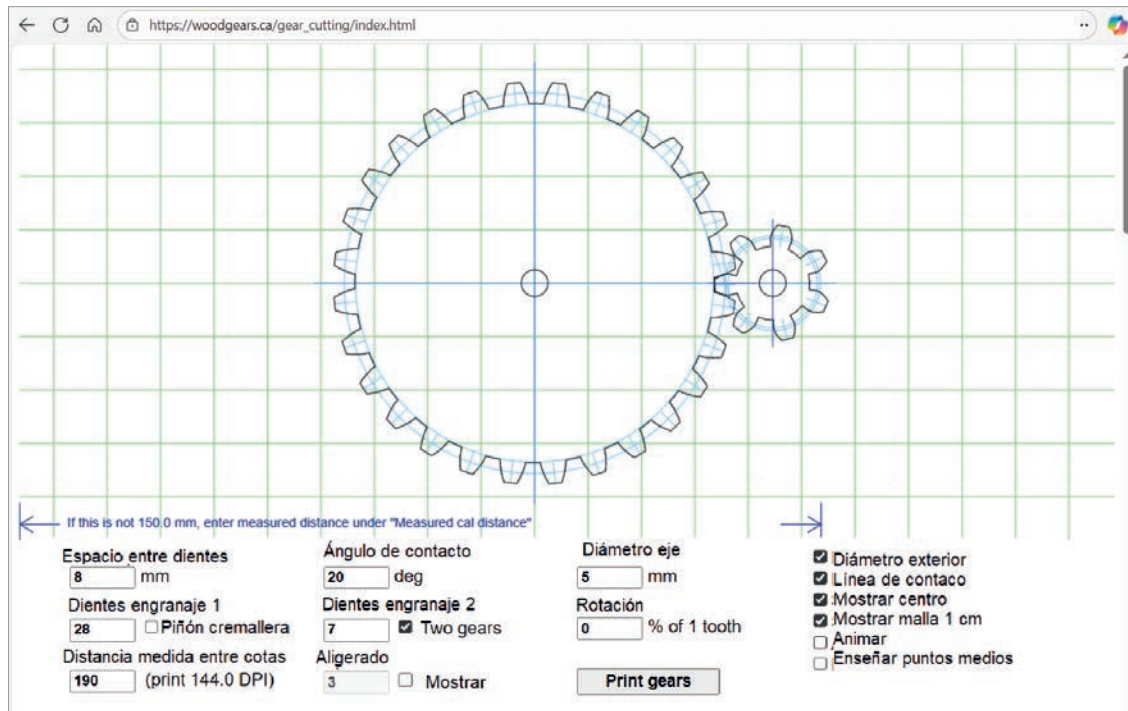 https://woodgears.ca/gear_cutting/index.html
If this is not 150.0 mm, enter measured distance under "Measured cal distance"
Espacio entre dientes
8 mm
Ángulo de contacto
20 deg
Diámetro eje
5 mm
Dientes engranaje 1
28 Piñón cremallera
Dientes engranaje 2
7 Two gears
Rotación
0 % of 1 tooth
Distancia medida entre cotas
190 (print 144.0 DPI)
Aligerado
3 Mostrar
Print gears
Diámetro exterior
Línea de contaco
Mostrar centro
Mostrar malla 1 cm
Animar
Enseñar puntos medios